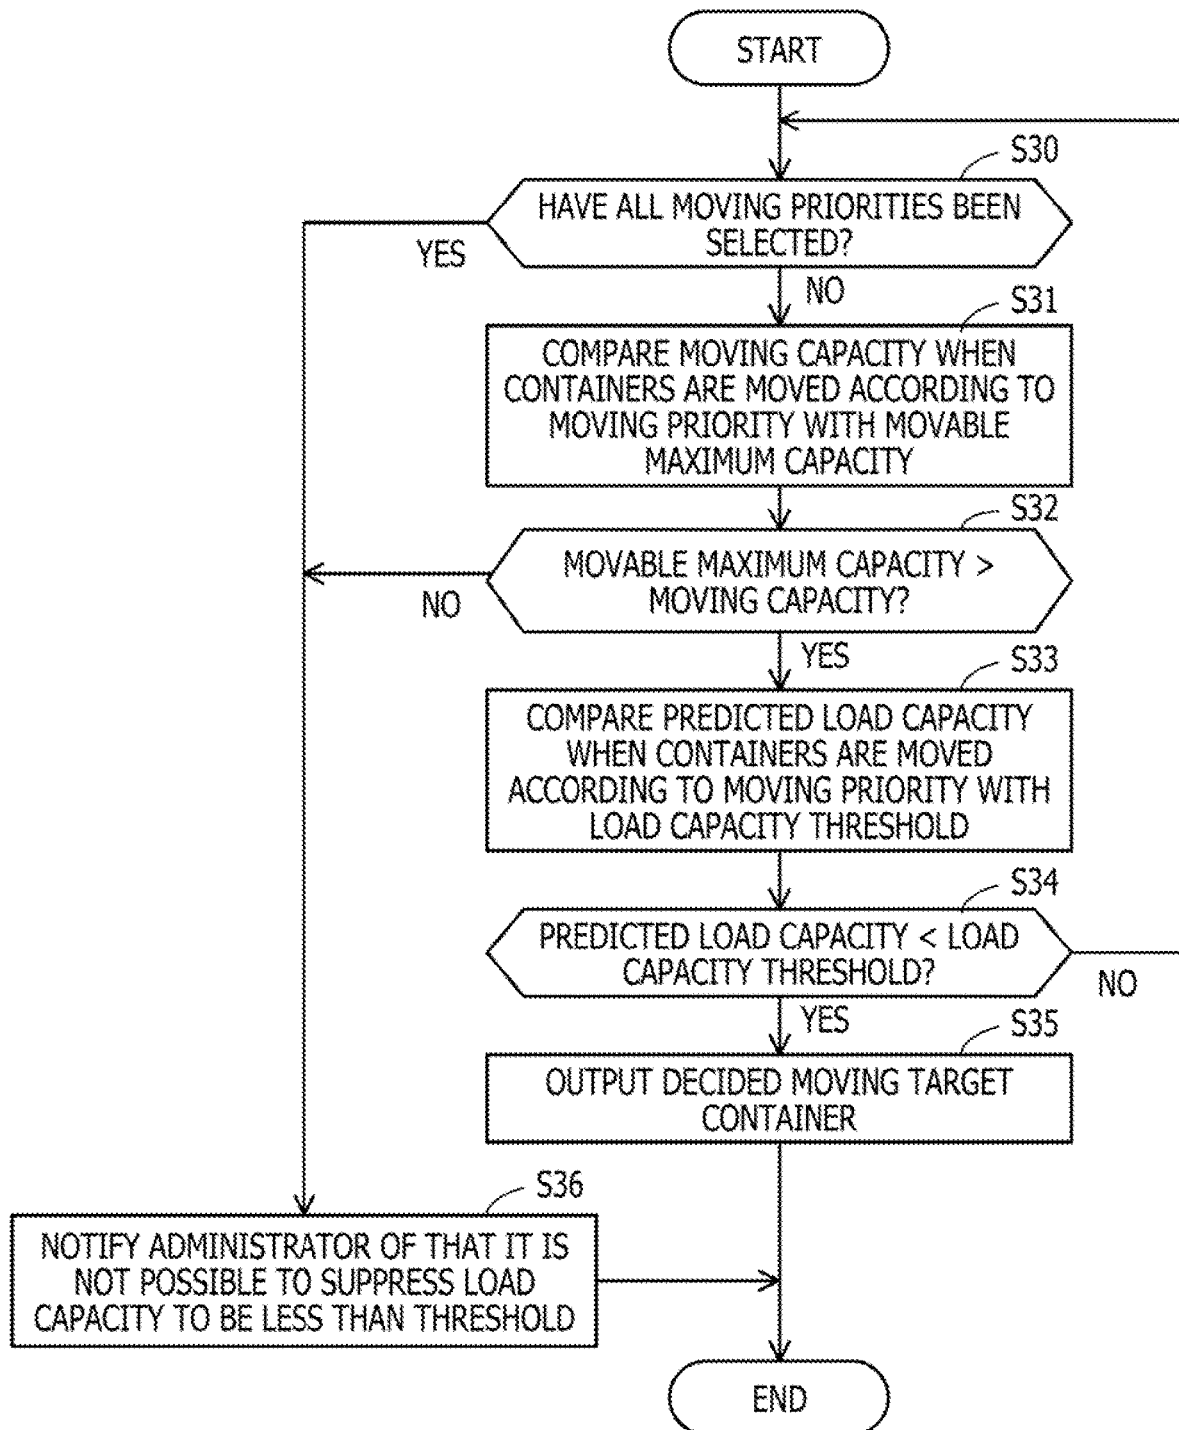 START
S30
HAVE ALL MOVING PRIORITIES BEEN
SELECTED?
YES
NO
S31
COMPARE MOVING CAPACITY WHEN
CONTAINERS ARE MOVED ACCORDING TO
MOVING PRIORITY WITH MOVABLE
MAXIMUM CAPACITY
S32
MOVABLE MAXIMUM CAPACITY >
MOVING CAPACITY?
NO
YES
S33
COMPARE PREDICTED LOAD CAPACITY
WHEN CONTAINERS ARE MOVED
ACCORDING TO MOVING PRIORITY WITH
LOAD CAPACITY THRESHOLD
S34
PREDICTED LOAD CAPACITY < LOAD
CAPACITY THRESHOLD?
NO
YES
S35
OUTPUT DECIDED MOVING TARGET
CONTAINER
S36
NOTIFY ADMINISTRATOR OF THAT IT IS
NOT POSSIBLE TO SUPPRESS LOAD
CAPACITY TO BE LESS THAN THRESHOLD
END